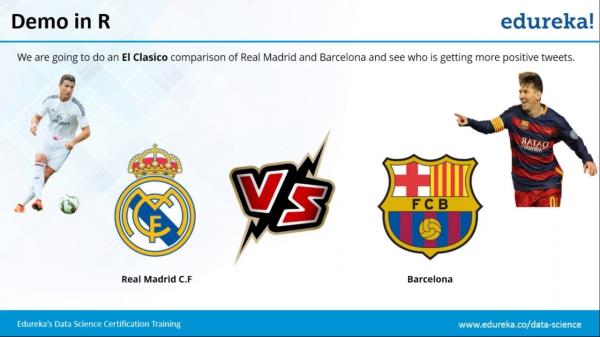 Demo in R
edureka!
We are going to do an El Clasico comparison of Real Madrid and Barcelona and see who is getting more positive tweets.
VS
FCB
QATAR
Real Madrid C.F
Barcelona
Edureka's Data Science Certification Training
www.edureka.co/data-science